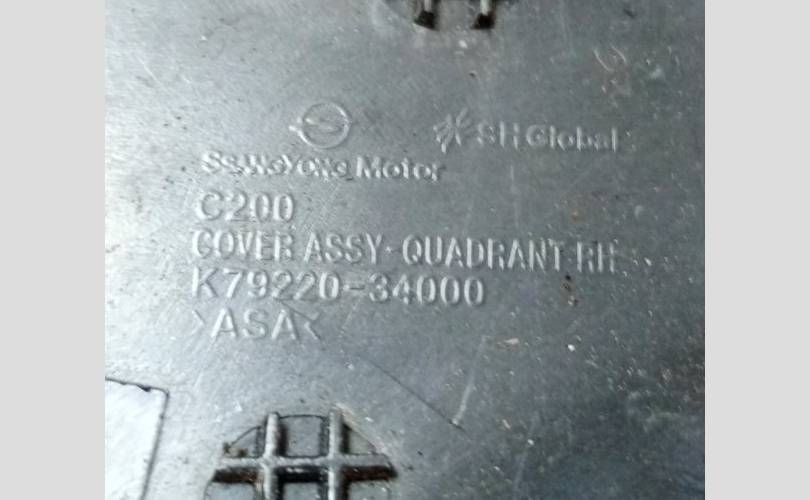 SH Global
SsangYong Motor
C200
COVER ASSY-QUADRANT RH
K79220-34000
>ASA<